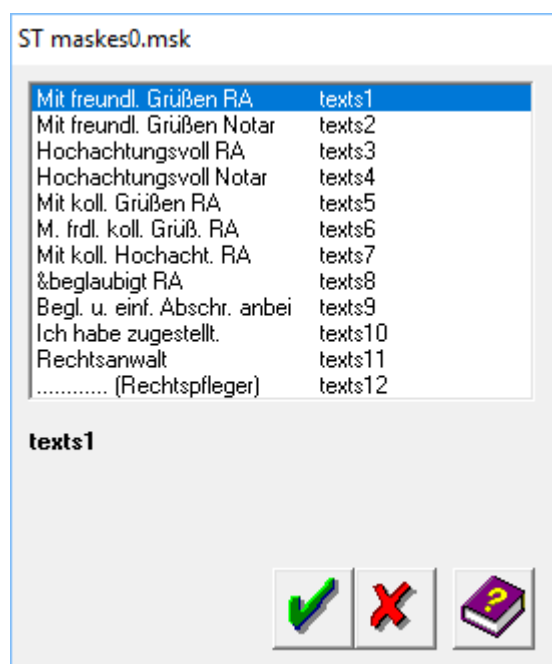 ST maskes0.msk
Mit freundl. Grüßen RA texts1
Mit freundl. Grüßen Notar texts2
Hochachtungsvoll RA texts3
Hochachtungsvoll Notar texts4
Mit koll. Grüßen RA texts5
M. frdl. koll. Grüß. RA texts6
Mit koll. Hochacht. RA texts7
&beglaubigt RA texts8
Begl. u. einf. Abschr. anbei texts9
Ich habe zugestellt. texts10
Rechtsanwalt texts11
............ (Rechtspfleger) texts12
texts1
?